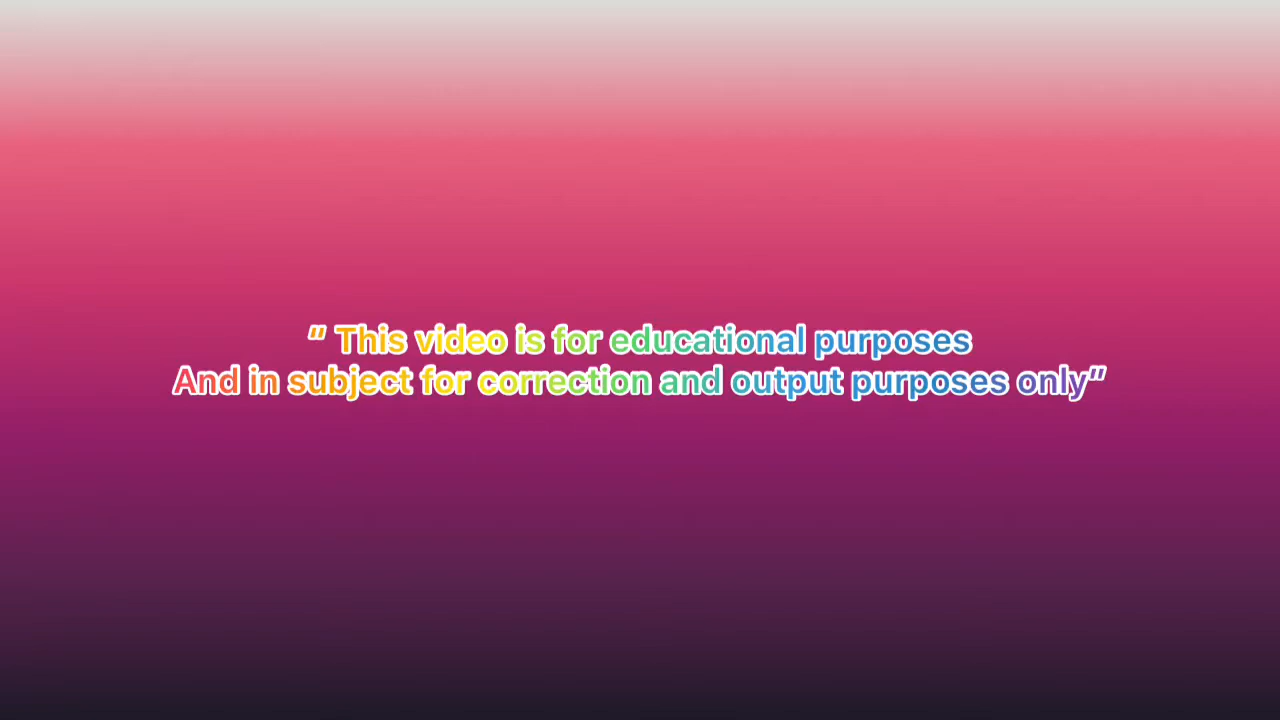 “ This video is for educational purposes
And in subject for correction and output purposes only”